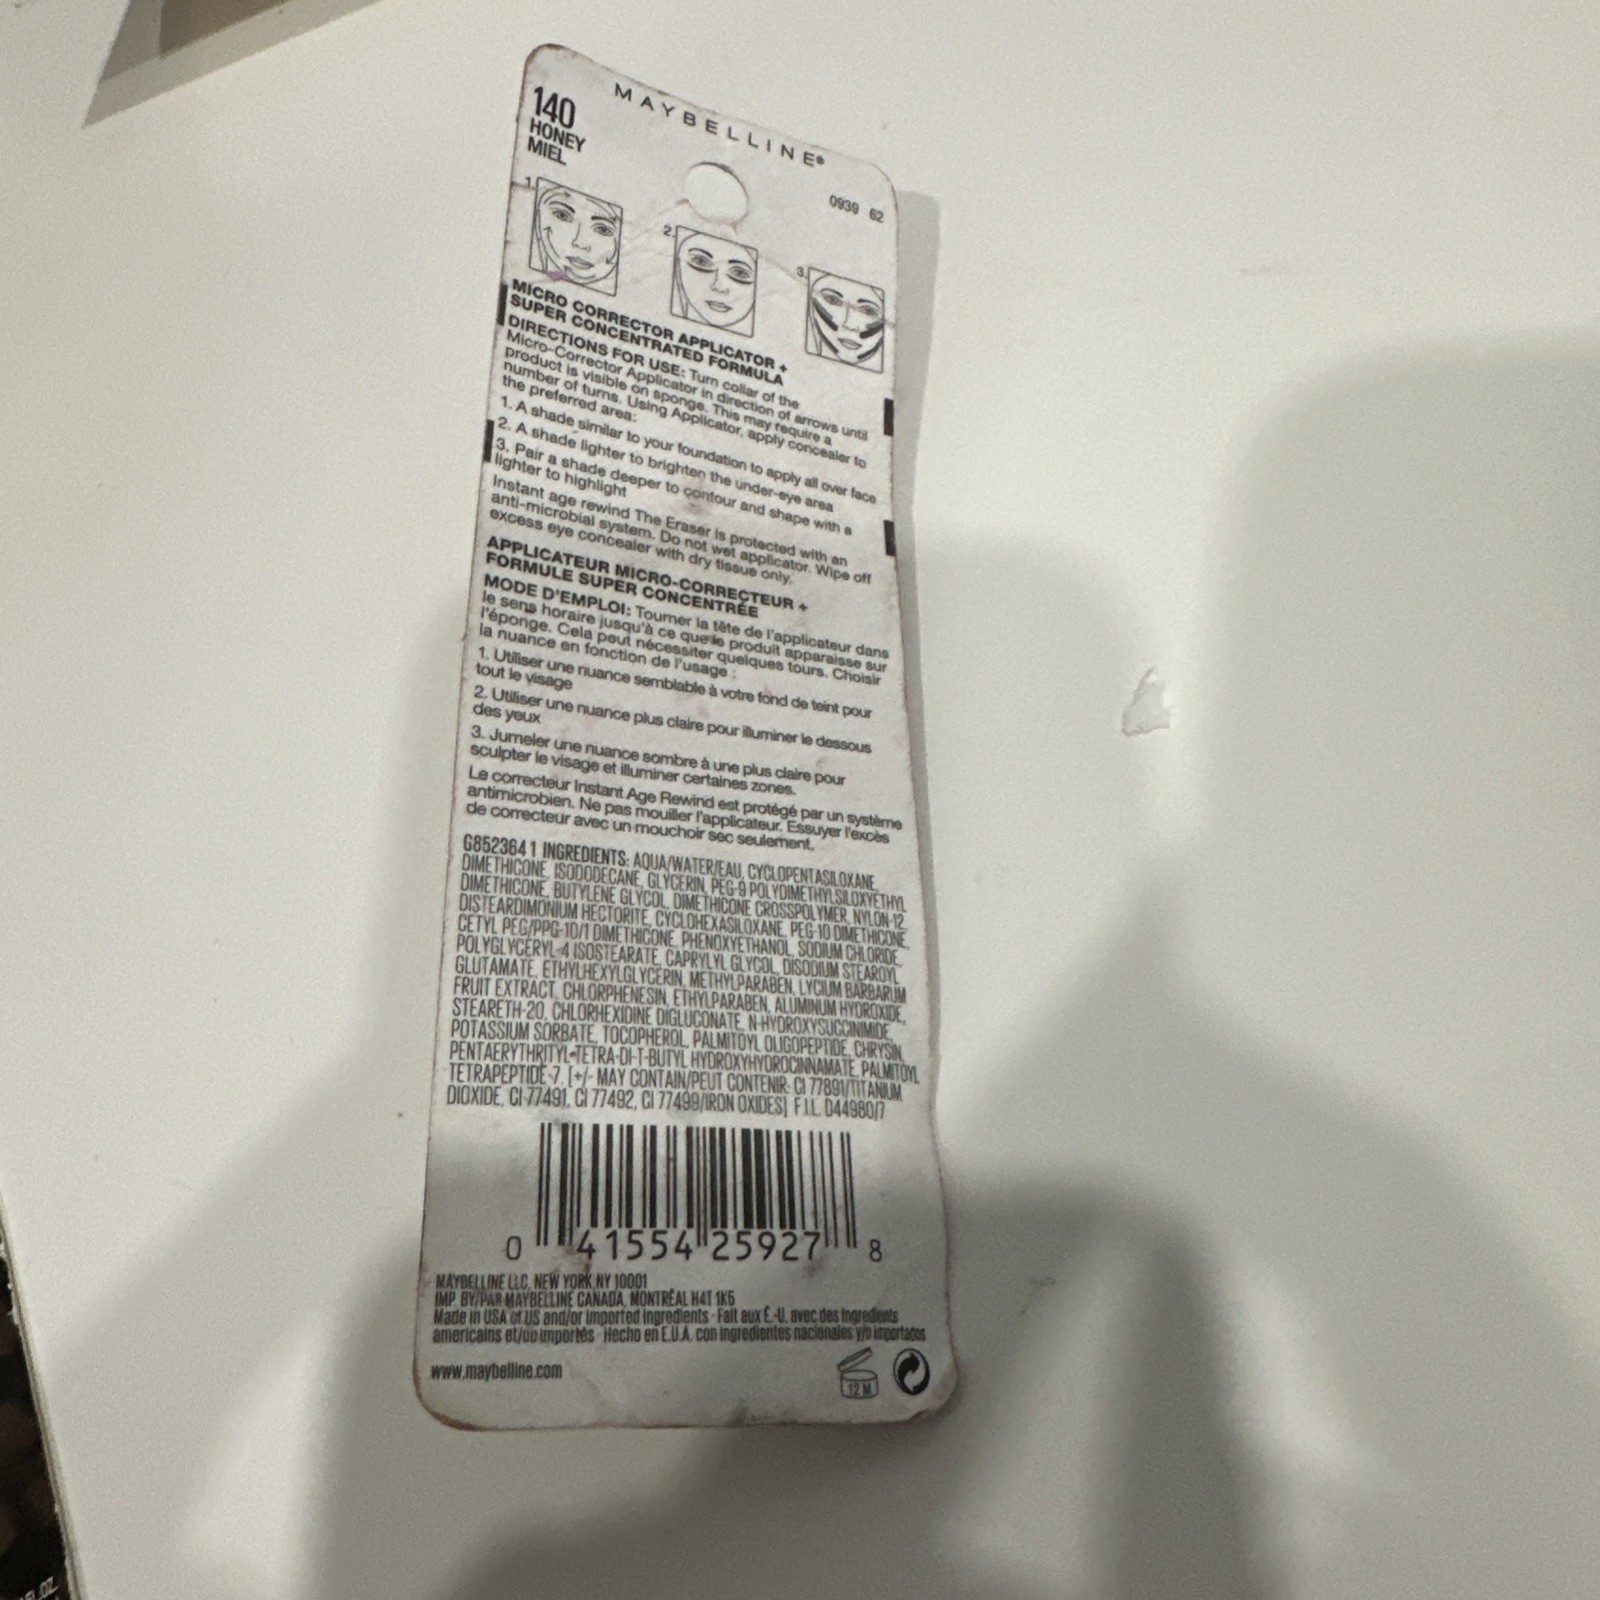 140
HONEY
MIEL
MAYBELLINE®
0939 62
1.
2.
3.
MICRO CORRECTOR APPLICATOR +
SUPER CONCENTRATED FORMULA
DIRECTIONS FOR USE: Turn collar of the
Micro-Corrector Applicator in direction of arrows until
product is visible on sponge. This may require a
number of turns. Using Applicator, apply concealer to
the preferred area:
1. A shade similar to your foundation to apply all over face
2. A shade lighter to brighten the under-eye area
3. Pair a shade deeper to contour and shape with a
lighter to highlight
Instant age rewind The Eraser is protected with an
anti-microbial system. Do not wet applicator. Wipe off
excess eye concealer with dry tissue only.
APPLICATEUR MICRO-CORRECTEUR +
FORMULE SUPER CONCENTRÉE
MODE D'EMPLOI: Tourner la tête de l'applicateur dans
le sens horaire jusqu'à ce que le produit apparaisse sur
l'éponge. Cela peut nécessiter quelques tours. Choisir
la nuance en fonction de l'usage :
1. Utiliser une nuance semblable à votre fond de teint pour
tout le visage
2. Utiliser une nuance plus claire pour illuminer le dessous
des yeux
3. Jumeler une nuance sombre à une plus claire pour
sculpter le visage et illuminer certaines zones.
Le correcteur Instant Age Rewind est protégé par un système
antimicrobien. Ne pas mouiller l'applicateur. Essuyer l'excès
de correcteur avec un mouchoir sec seulement.
G852364 1 INGREDIENTS: AQUA/WATER/EAU, CYCLOPENTASILOXANE,
DIMETHICONE, ISODODECANE, GLYCERIN, PEG-9 POLYDIMETHYLSILOXYETHYL
DIMETHICONE, BUTYLENE GLYCOL, DIMETHICONE CROSSPOLYMER, NYLON-12,
DISTEARDIMONIUM HECTORITE, CYCLOHEXASILOXANE, PEG-10 DIMETHICONE,
CETYL PEG/PPG-10/1 DIMETHICONE, PHENOXYETHANOL, SODIUM CHLORIDE,
POLYGLYCERYL-4 ISOSTEARATE, CAPRYLYL GLYCOL, DISODIUM STEAROYL
GLUTAMATE, ETHYLHEXYLGLYCERIN, METHYLPARABEN, LYCIUM BARBARUM
FRUIT EXTRACT, CHLORPHENESIN, ETHYLPARABEN, ALUMINUM HYDROXIDE,
STEARETH-20, CHLORHEXIDINE DIGLUCONATE, N-HYDROXYSUCCINIMIDE,
POTASSIUM SORBATE, TOCOPHEROL, PALMITOYL OLIGOPEPTIDE, CHRYSIN,
PENTAERYTHRITYL TETRA-DI-T-BUTYL HYDROXYHYDROCINNAMATE, PALMITOYL
TETRAPEPTIDE-7. [+/- MAY CONTAIN/PEUT CONTENIR: CI 77891/TITANIUM
DIOXIDE, CI 77491, CI 77492, CI 77499/IRON OXIDES] F.I.L. D44980/7
0 41554 25927 8
MAYBELLINE LLC, NEW YORK, NY 10001
IMP. BY/PAR MAYBELLINE CANADA, MONTRÉAL H4T 1K5
Made in USA of US and/or imported ingredients - Fait aux É.-U. avec des ingrédients
américains et/ou importés - Hecho en E.U.A. con ingredientes nacionales y/o importados
www.maybelline.com
12 M
FL OZ